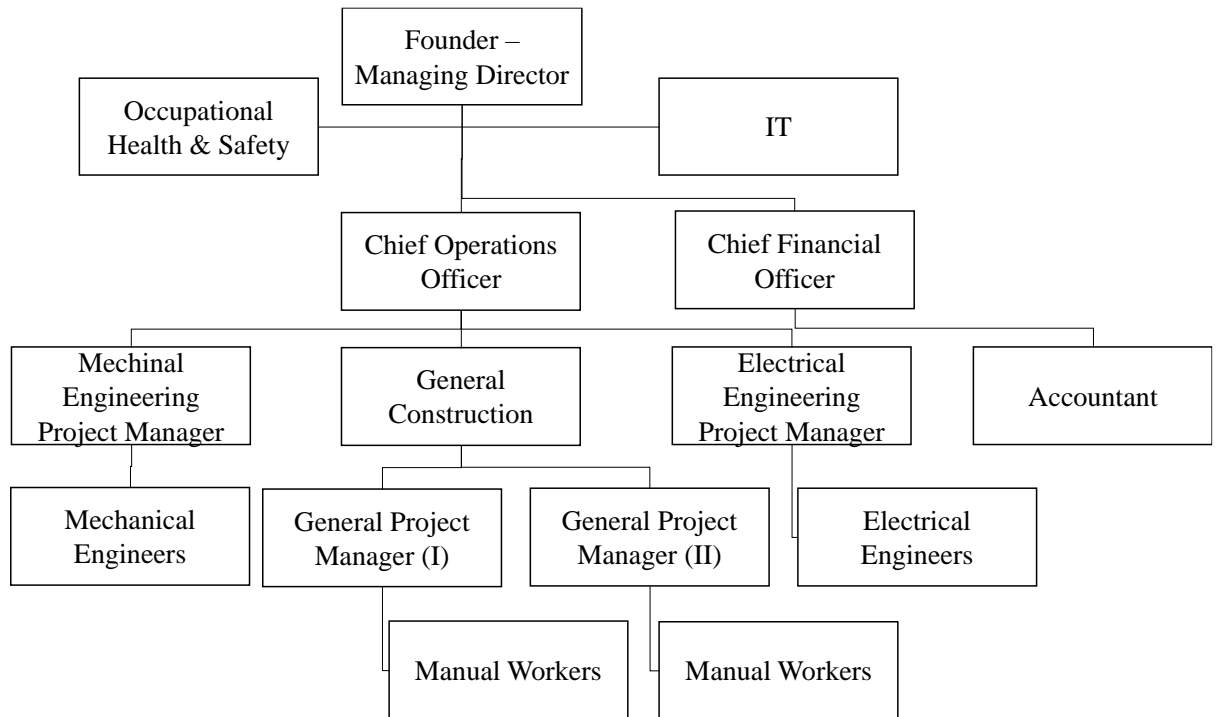 Founder –
Managing Director
Occupational
Health & Safety
IT
Chief Operations
Officer
Chief Financial
Officer
Mechinal
Engineering
Project Manager
General
Construction
Electrical
Engineering
Project Manager
Accountant
Mechanical
Engineers
General Project
Manager (I)
General Project
Manager (II)
Electrical
Engineers
Manual Workers
Manual Workers